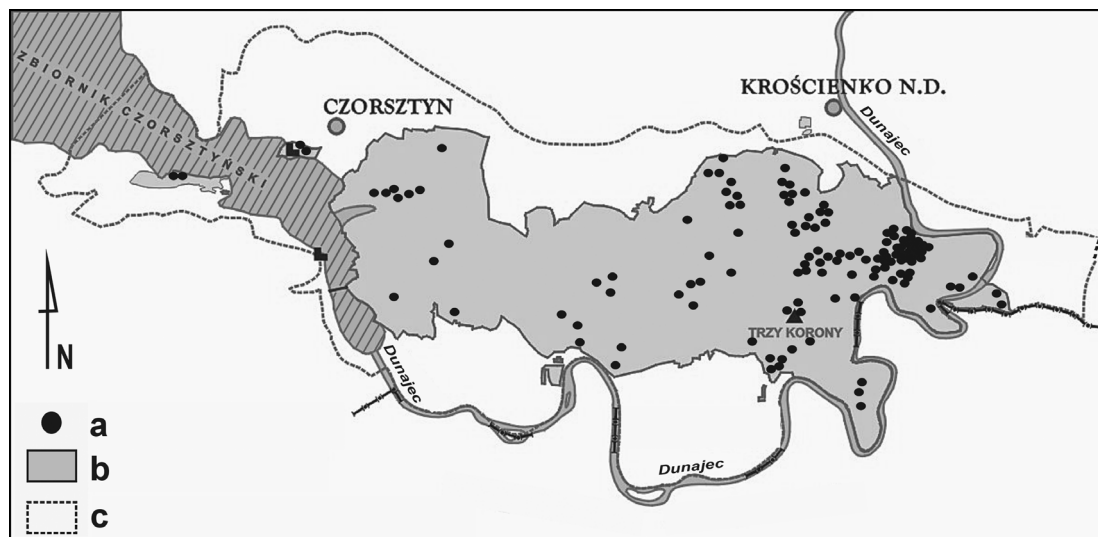 ZBIORNIK CZORSZTYŃSKI
CZORSZTYN
KROŚCIENKO N.D.
Dunajec
TRZY KORONY
Dunajec
Dunajec
N
a
b
c